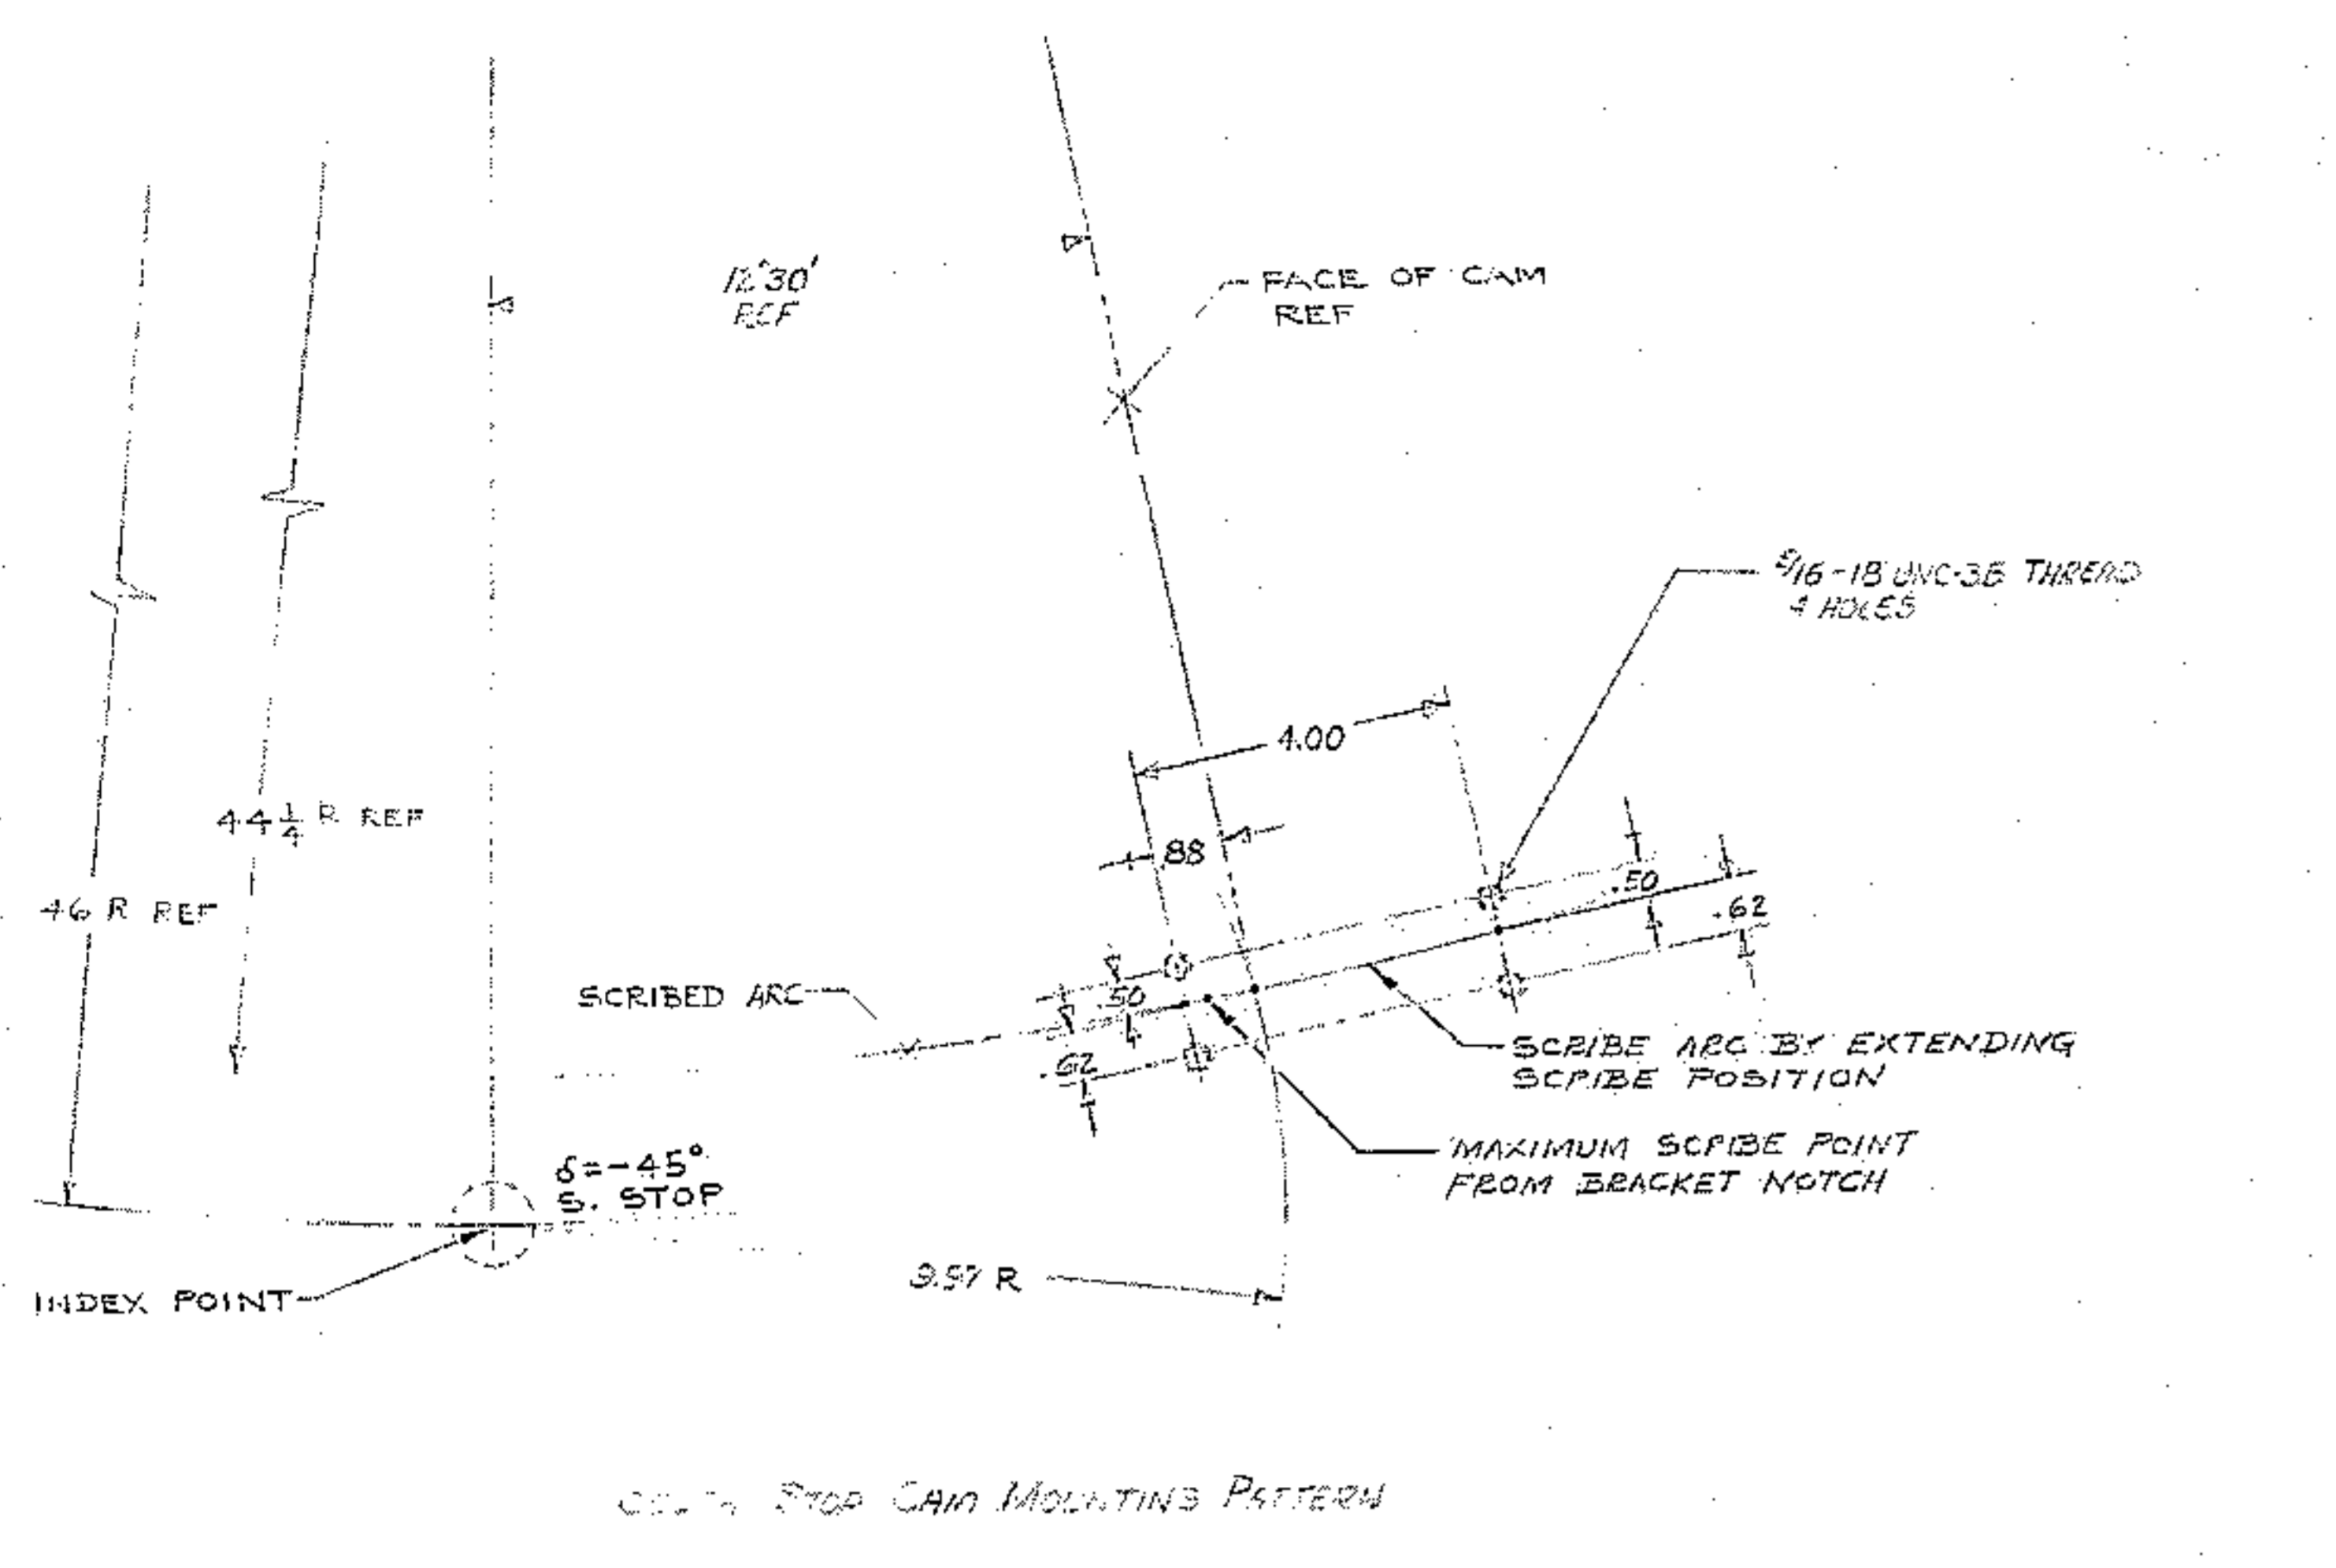 12°30'
REF
FACE OF CAM
REF
5/16-18 UNC-3B THREAD
4 HOLES
4.00
44 1/4 R REF
.88
.50
46 R REF
.62
SCRIBED ARC
.50
SCRIBE ARC BY EXTENDING
SCRIBE POSITION
.62
MAXIMUM SCRIBE POINT
FROM BRACKET NOTCH
δ=-45°
S. STOP
INDEX POINT
9.97 R
STOP CAM MOUNTING PATTERN